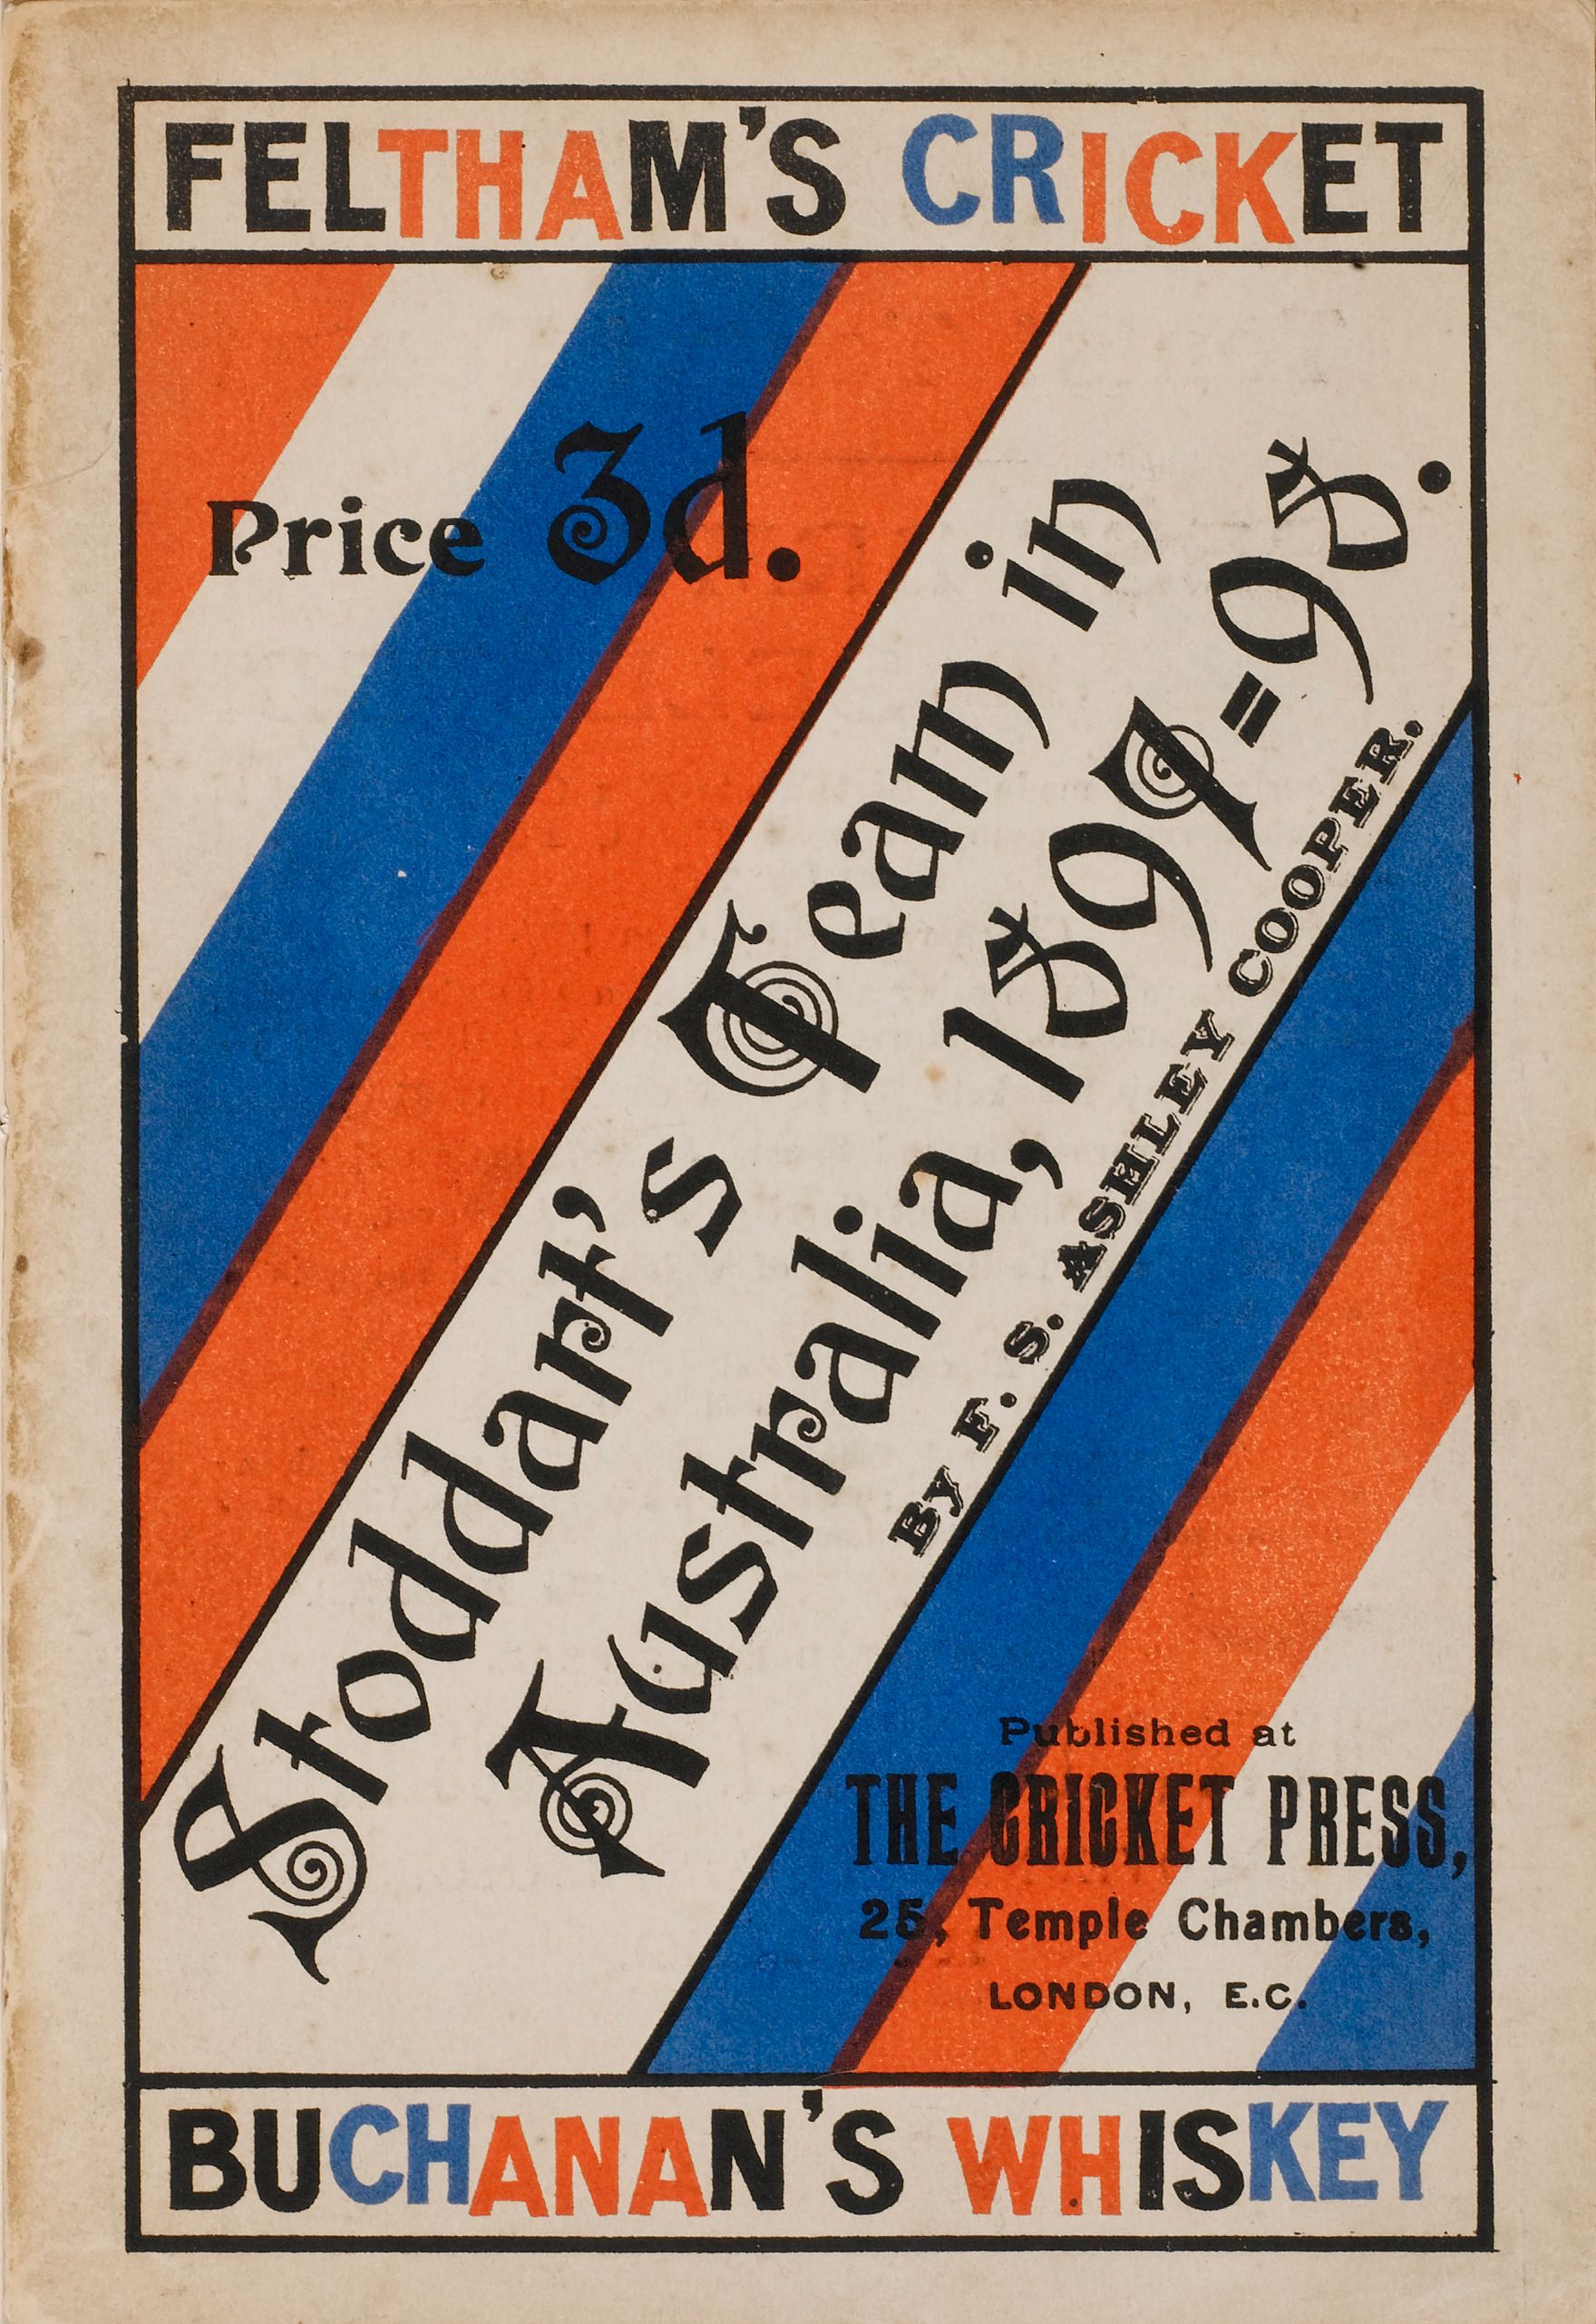 FELTHAM'S CRICKET
Price 3d.
Stoddart's Team in
Australia, 1897=98.
By F. S. ASHLEY COOPER.
Published at
THE CRICKET PRESS,
25, Temple Chambers,
LONDON, E.C.
BUCHANAN'S WHISKEY